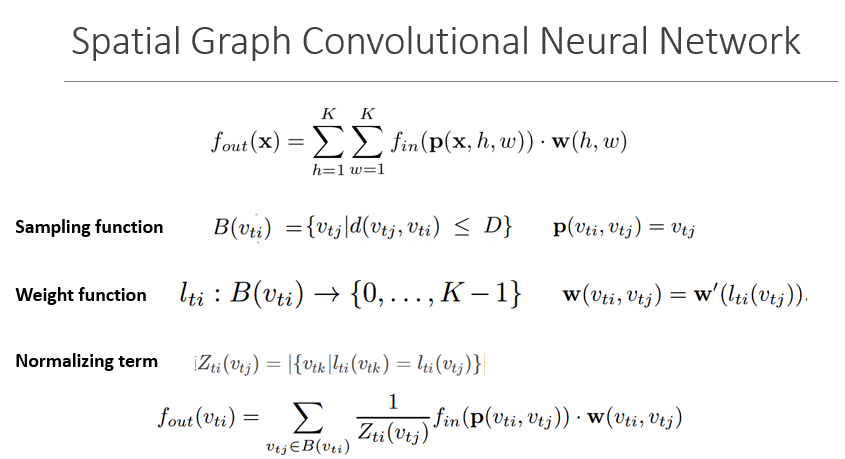 Spatial Graph Convolutional Neural Network
f_{out}(\mathbf{x}) = \sum_{h=1}^{K} \sum_{w=1}^{K} f_{in}(\mathbf{p}(\mathbf{x}, h, w)) \cdot \mathbf{w}(h, w)
Sampling function B(v_{ti}) = \{v_{tj} | d(v_{tj}, v_{ti}) \leq D\} \mathbf{p}(v_{ti}, v_{tj}) = v_{tj}
Weight function l_{ti} : B(v_{ti}) \to \{0, \ldots, K-1\} \mathbf{w}(v_{ti}, v_{tj}) = \mathbf{w}'(l_{ti}(v_{tj})).
Normalizing term Z_{ti}(v_{tj}) = |\{v_{tk} | l_{ti}(v_{tk}) = l_{ti}(v_{tj})\}|
f_{out}(v_{ti}) = \sum_{v_{tj} \in B(v_{ti})} \frac{1}{Z_{ti}(v_{tj})} f_{in}(\mathbf{p}(v_{ti}, v_{tj})) \cdot \mathbf{w}(v_{ti}, v_{tj})